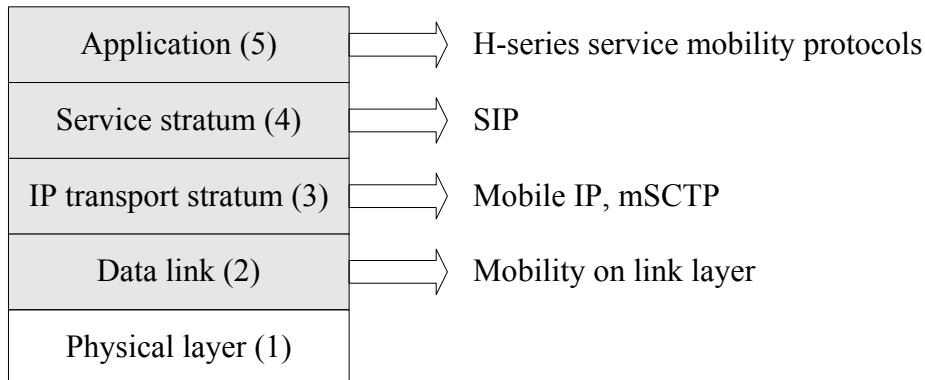 Application (5)
H-series service mobility protocols
Service stratum (4)
SIP
IP transport stratum (3)
Mobile IP, mSCTP
Data link (2)
Mobility on link layer
Physical layer (1)